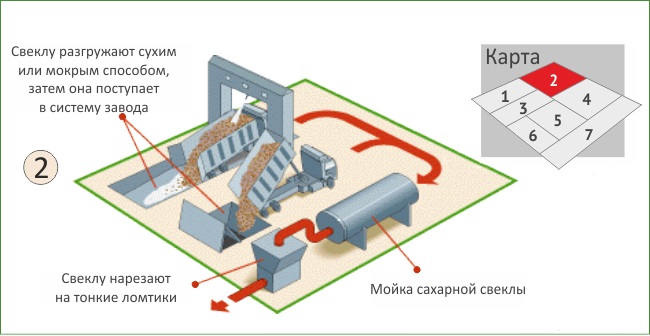 Свеклу разгружают сухим
или мокрым способом,
затем она поступает
в систему завода
Карта
1
2
3
4
5
6
7
2
Свеклу нарезают
на тонкие ломтики
Мойка сахарной свеклы